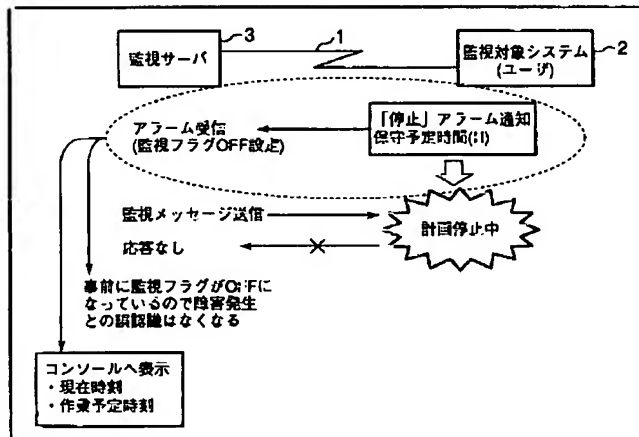 3
1
2
監視サーバ
監視対象システム
(ユーザ)
アラーム受信
(監視フラグOFF設定)
「停止」アラーム通知
保守予定時間(H)
監視メッセージ送信
計画停止中
応答なし
事前に監視フラグがOFFに
なっているので障害発生
との誤認識はなくなる
コンソールへ表示
・現在時刻
・作業予定時刻